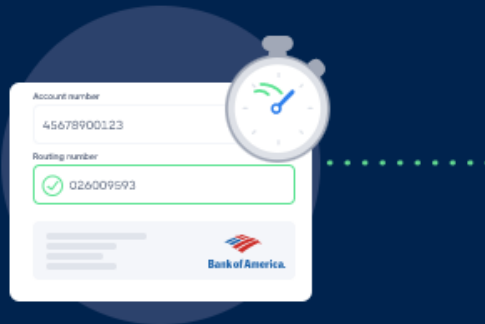 Account number
45678900123
Routing number
026009593
Bank of America.